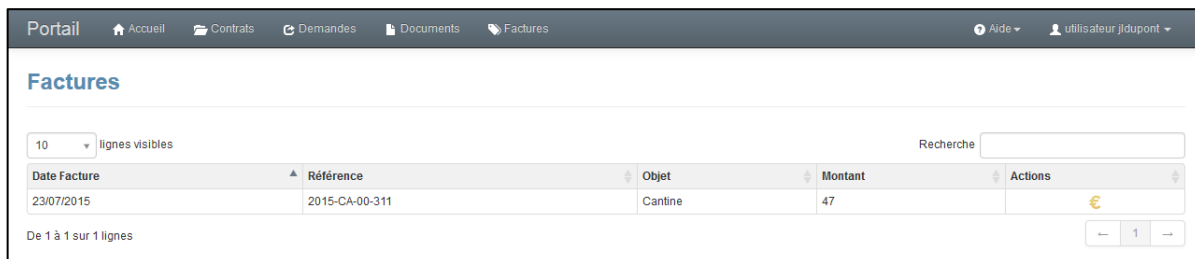 Portail Accueil Contrats Demandes Documents Factures Aide utilisateur jldupont
Factures
10 lignes visibles Recherche
Date Facture Référence Objet Montant Actions
23/07/2015 2015-CA-00-311 Cantine 47 €
De 1 à 1 sur 1 lignes ← 1 →